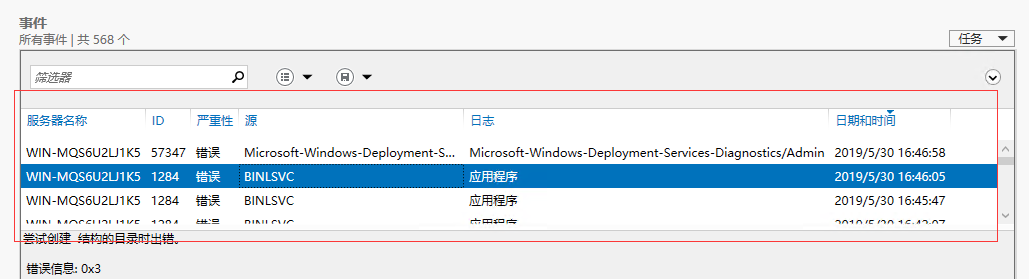 事件
所有事件 | 共 568 个
任务
筛选器
服务器名称 ID 严重性 源 日志 日期和时间
WIN-MQS6U2LJ1K5 57347 错误 Microsoft-Windows-Deployment-S... Microsoft-Windows-Deployment-Services-Diagnostics/Admin 2019/5/30 16:46:58
WIN-MQS6U2LJ1K5 1284 错误 BINLSVC 应用程序 2019/5/30 16:46:05
WIN-MQS6U2LJ1K5 1284 错误 BINLSVC 应用程序 2019/5/30 16:45:47
WIN-MQS6U2LJ1K5 1284 错误 BINLSVC 应用程序 2019/5/30 16:43:07
尝试创建 结构的目录时出错。
错误信息: 0x3